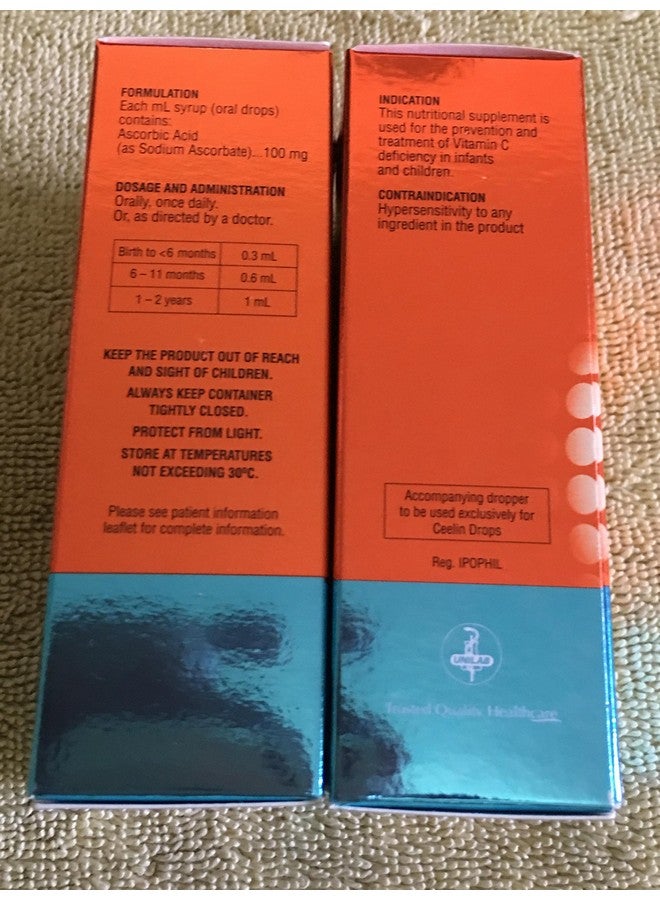 FORMULATION
Each mL syrup (oral drops)
contains:
Ascorbic Acid
(as Sodium Ascorbate)...100 mg
DOSAGE AND ADMINISTRATION
Orally, once daily.
Or, as directed by a doctor.
Birth to <6 months 0.3 mL
6 – 11 months 0.6 mL
1 – 2 years 1 mL
KEEP THE PRODUCT OUT OF REACH
AND SIGHT OF CHILDREN.
ALWAYS KEEP CONTAINER
TIGHTLY CLOSED.
PROTECT FROM LIGHT.
STORE AT TEMPERATURES
NOT EXCEEDING 30ºC.
Please see patient information
leaflet for complete information.
INDICATION
This nutritional supplement is
used for the prevention and
treatment of Vitamin C
deficiency in infants
and children.
CONTRAINDICATION
Hypersensitivity to any
ingredient in the product
Accompanying dropper
to be used exclusively for
Ceelin Drops
Reg. IPOPHIL
UNILAB
Trusted Quality Healthcare